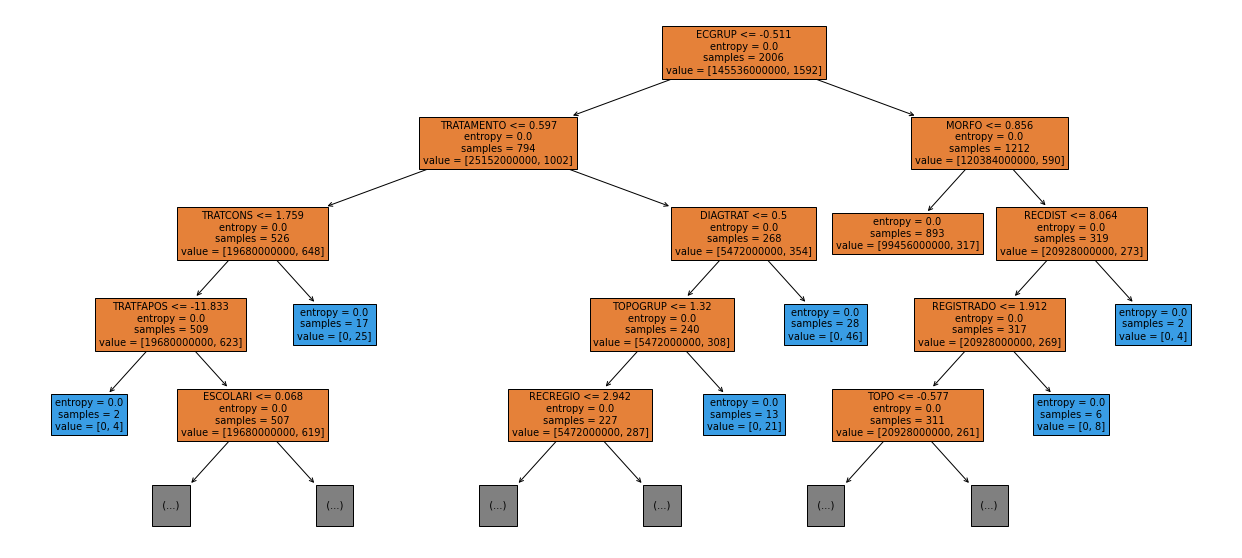 ECGRUP <= -0.511
entropy = 0.0
samples = 2006
value = [145536000000, 1592]
TRATAMENTO <= 0.597
entropy = 0.0
samples = 794
value = [25152000000, 1002]
MORFO <= 0.856
entropy = 0.0
samples = 1212
value = [120384000000, 590]
TRATCONS <= 1.759
entropy = 0.0
samples = 526
value = [19680000000, 648]
DIAGTRAT <= 0.5
entropy = 0.0
samples = 268
value = [5472000000, 354]
entropy = 0.0
samples = 893
value = [99456000000, 317]
RECDIST <= 8.064
entropy = 0.0
samples = 319
value = [20928000000, 273]
TRATFAPOS <= -11.833
entropy = 0.0
samples = 509
value = [19680000000, 623]
entropy = 0.0
samples = 17
value = [0, 25]
TOPOGRUP <= 1.32
entropy = 0.0
samples = 240
value = [5472000000, 308]
entropy = 0.0
samples = 28
value = [0, 46]
REGISTRADO <= 1.912
entropy = 0.0
samples = 317
value = [20928000000, 269]
entropy = 0.0
samples = 2
value = [0, 4]
entropy = 0.0
samples = 2
value = [0, 4]
ESCOLARI <= 0.068
entropy = 0.0
samples = 507
value = [19680000000, 619]
RECREGIO <= 2.942
entropy = 0.0
samples = 227
value = [5472000000, 287]
entropy = 0.0
samples = 13
value = [0, 21]
TOPO <= -0.577
entropy = 0.0
samples = 311
value = [20928000000, 261]
entropy = 0.0
samples = 6
value = [0, 8]
(...)
(...)
(...)
(...)
(...)
(...)